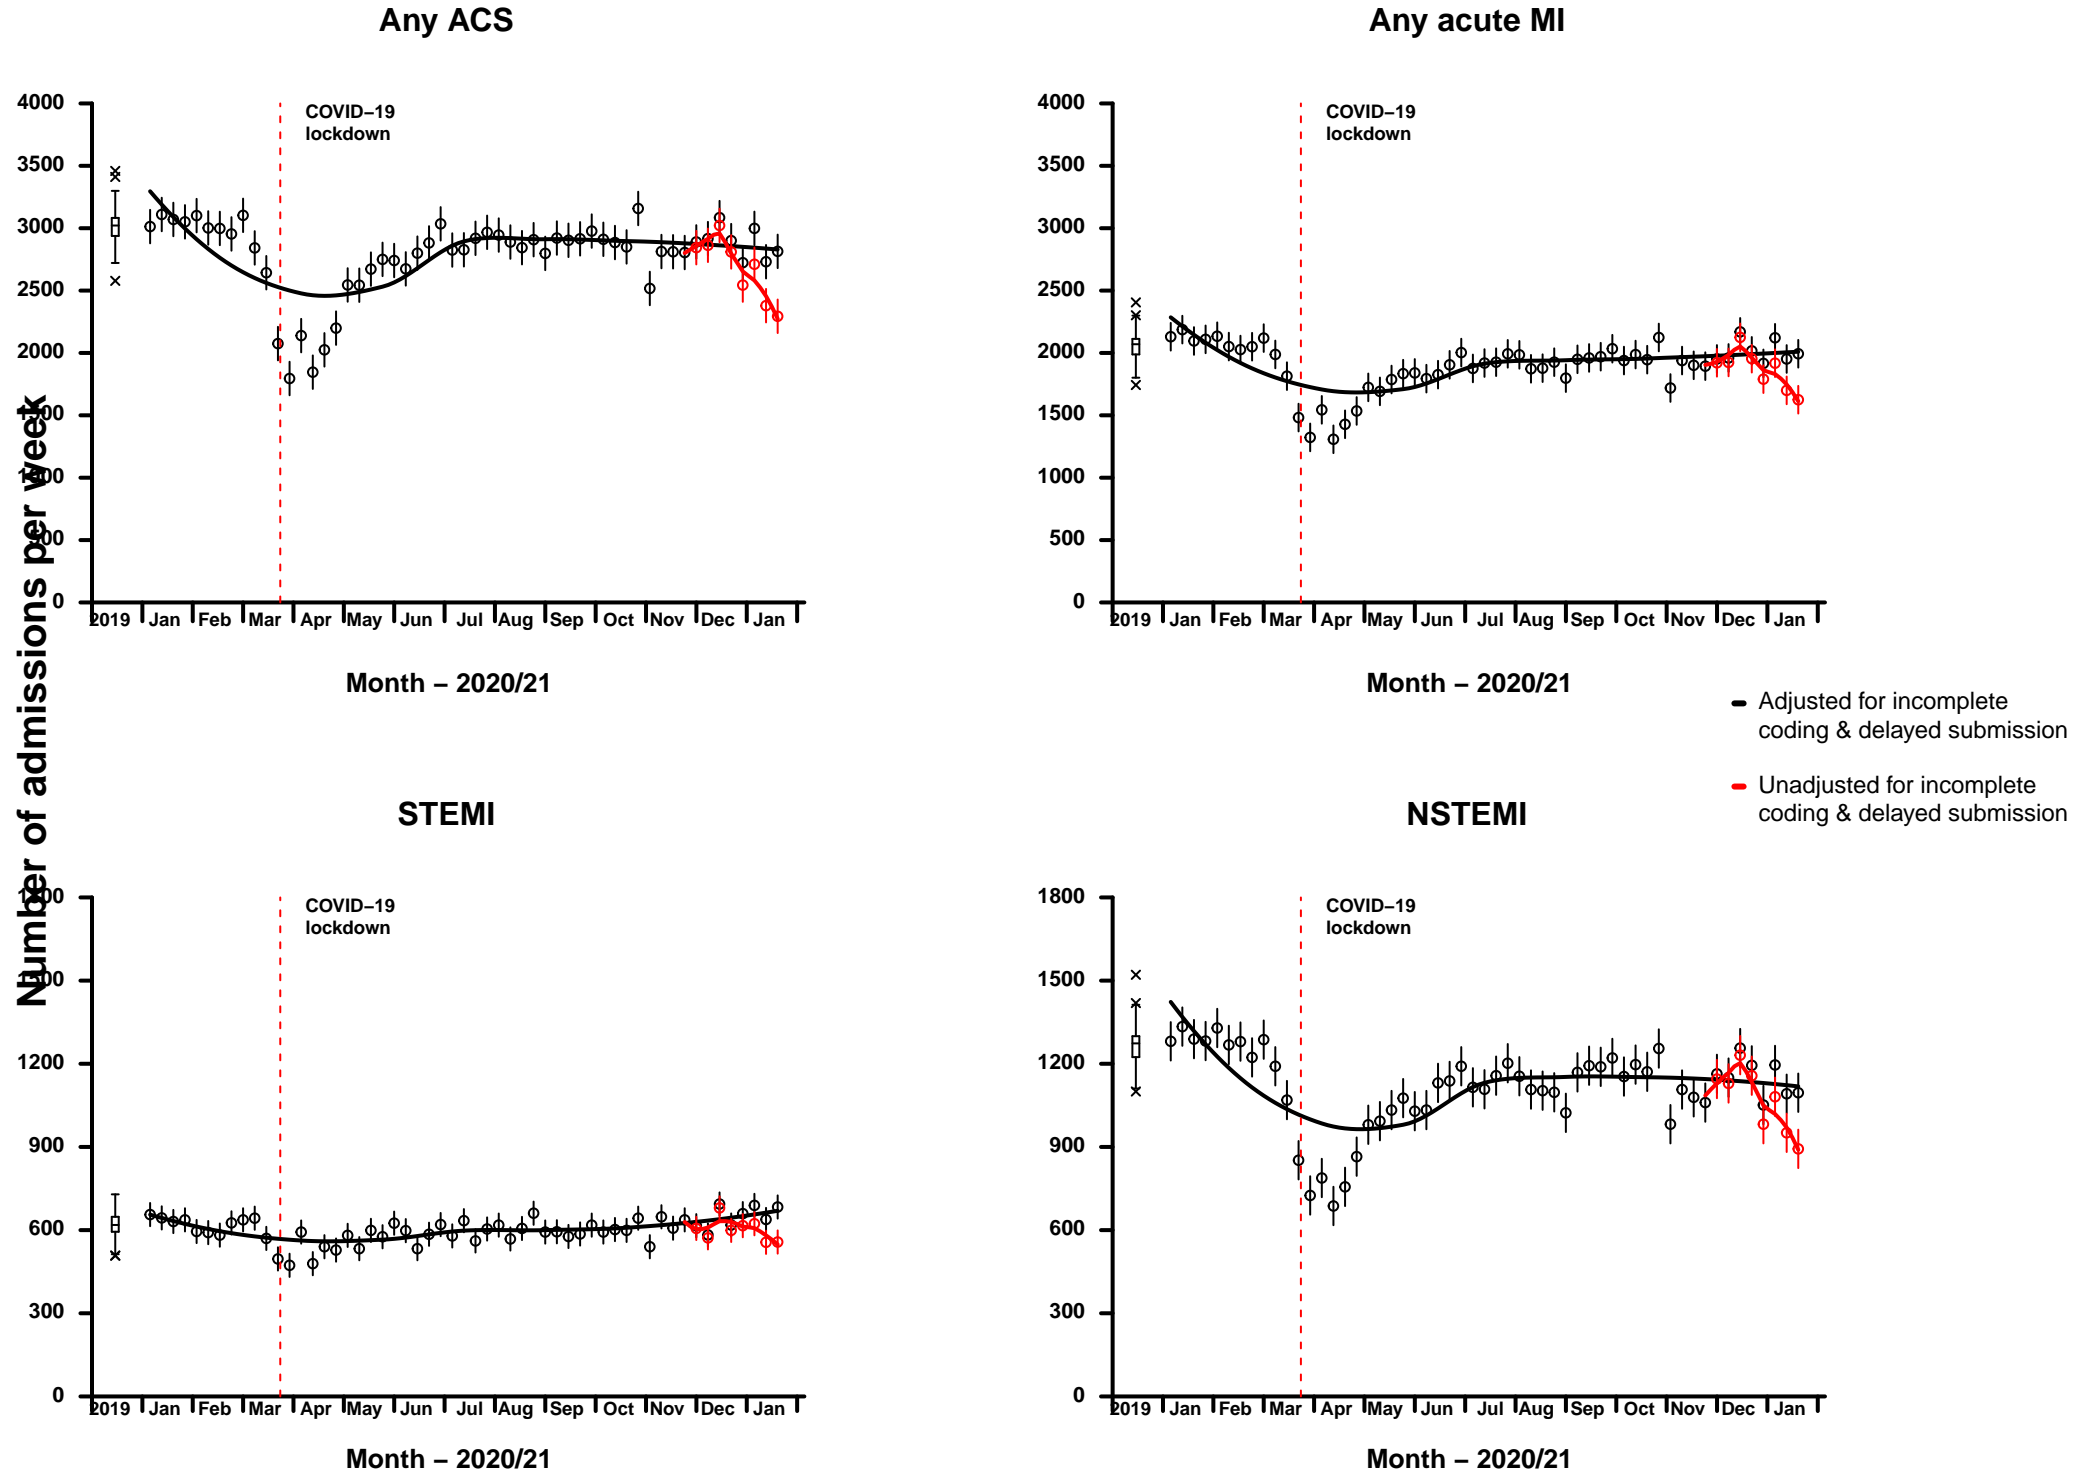 Any ACS
4000
3500
3000
2500
2000
1500
1000
500
0
COVID–19
lockdown
2019 Jan Feb Mar Apr May Jun Jul Aug Sep Oct Nov Dec Jan
Month – 2020/21
Any acute MI
4000
3500
3000
2500
2000
1500
1000
500
0
COVID–19
lockdown
2019 Jan Feb Mar Apr May Jun Jul Aug Sep Oct Nov Dec Jan
Month – 2020/21
Number of admissions per week
Adjusted for incomplete
coding & delayed submission
Unadjusted for incomplete
coding & delayed submission
STEMI
1800
1500
1200
900
600
300
0
COVID–19
lockdown
2019 Jan Feb Mar Apr May Jun Jul Aug Sep Oct Nov Dec Jan
Month – 2020/21
NSTEMI
1800
1500
1200
900
600
300
0
COVID–19
lockdown
2019 Jan Feb Mar Apr May Jun Jul Aug Sep Oct Nov Dec Jan
Month – 2020/21